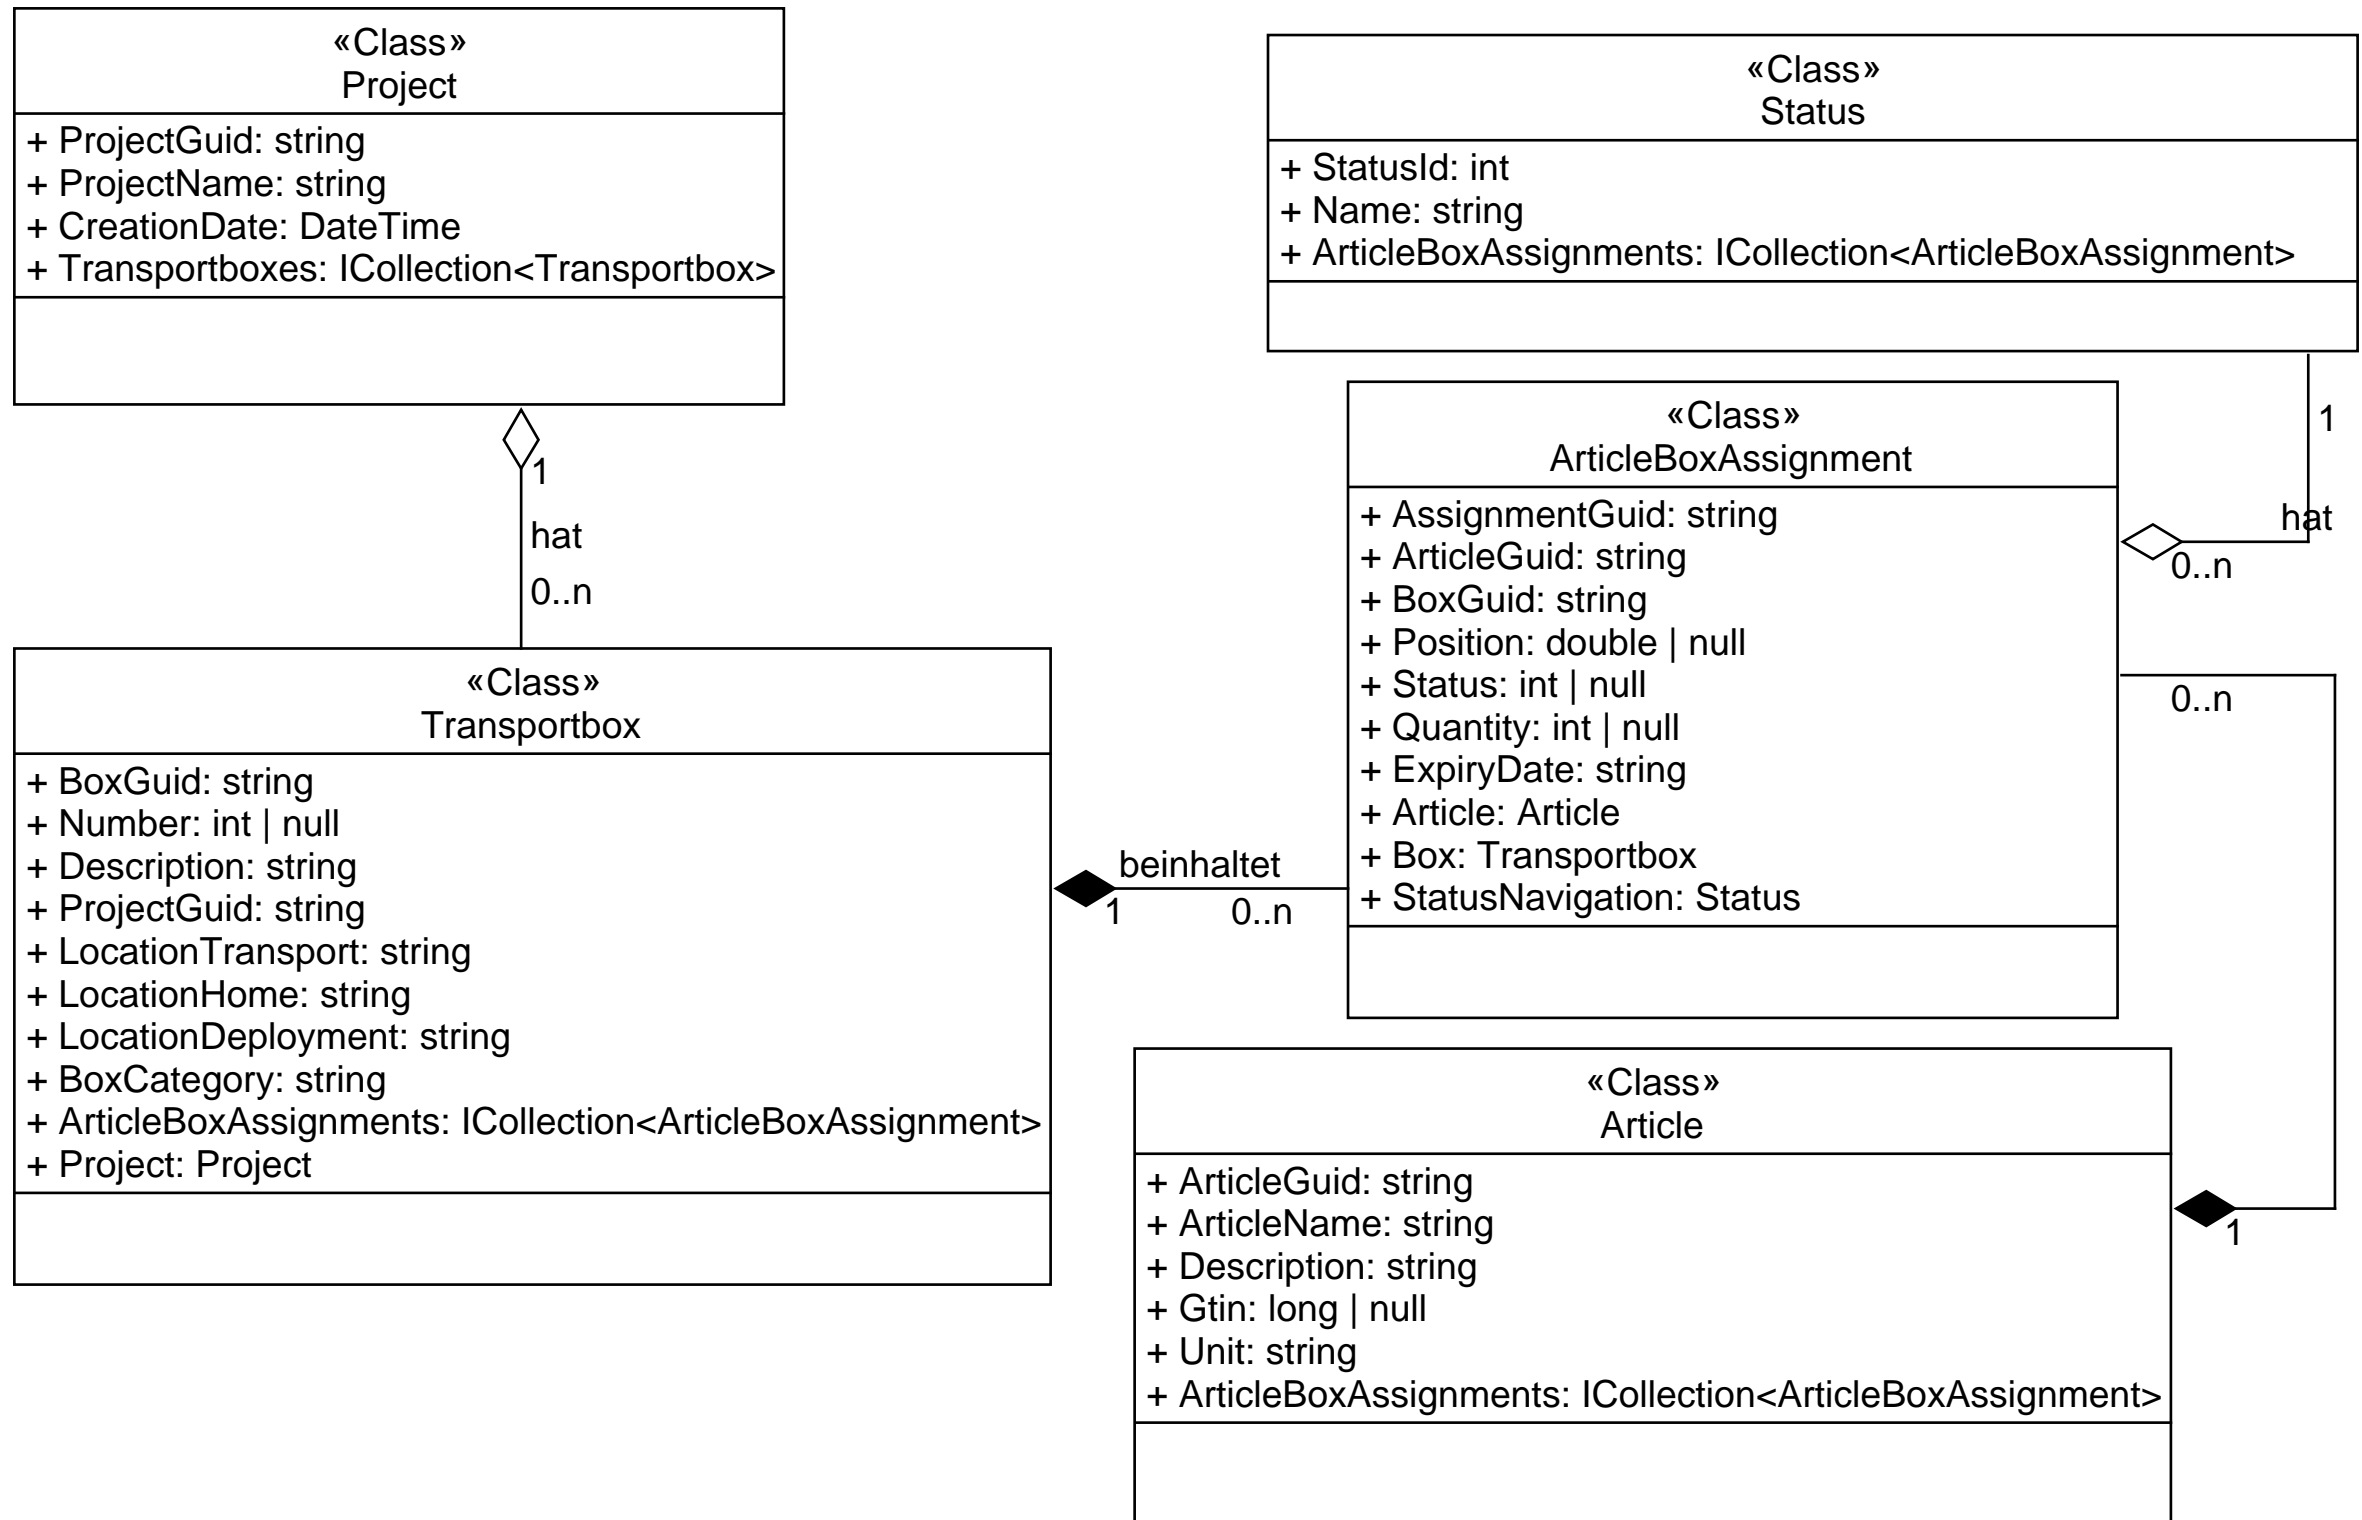 «Class»
Project
+ ProjectGuid: string
+ ProjectName: string
+ CreationDate: DateTime
+ Transportboxes: ICollection<Transportbox>
1
hat
0..n
«Class»
Status
+ StatusId: int
+ Name: string
+ ArticleBoxAssignments: ICollection<ArticleBoxAssignment>
1
hat
0..n
«Class»
ArticleBoxAssignment
+ AssignmentGuid: string
+ ArticleGuid: string
+ BoxGuid: string
+ Position: double | null
+ Status: int | null
+ Quantity: int | null
+ ExpiryDate: string
+ Article: Article
+ Box: Transportbox
+ StatusNavigation: Status
0..n
«Class»
Transportbox
+ BoxGuid: string
+ Number: int | null
+ Description: string
+ ProjectGuid: string
+ LocationTransport: string
+ LocationHome: string
+ LocationDeployment: string
+ BoxCategory: string
+ ArticleBoxAssignments: ICollection<ArticleBoxAssignment>
+ Project: Project
beinhaltet
1
0..n
«Class»
Article
+ ArticleGuid: string
+ ArticleName: string
+ Description: string
+ Gtin: long | null
+ Unit: string
+ ArticleBoxAssignments: ICollection<ArticleBoxAssignment>
1